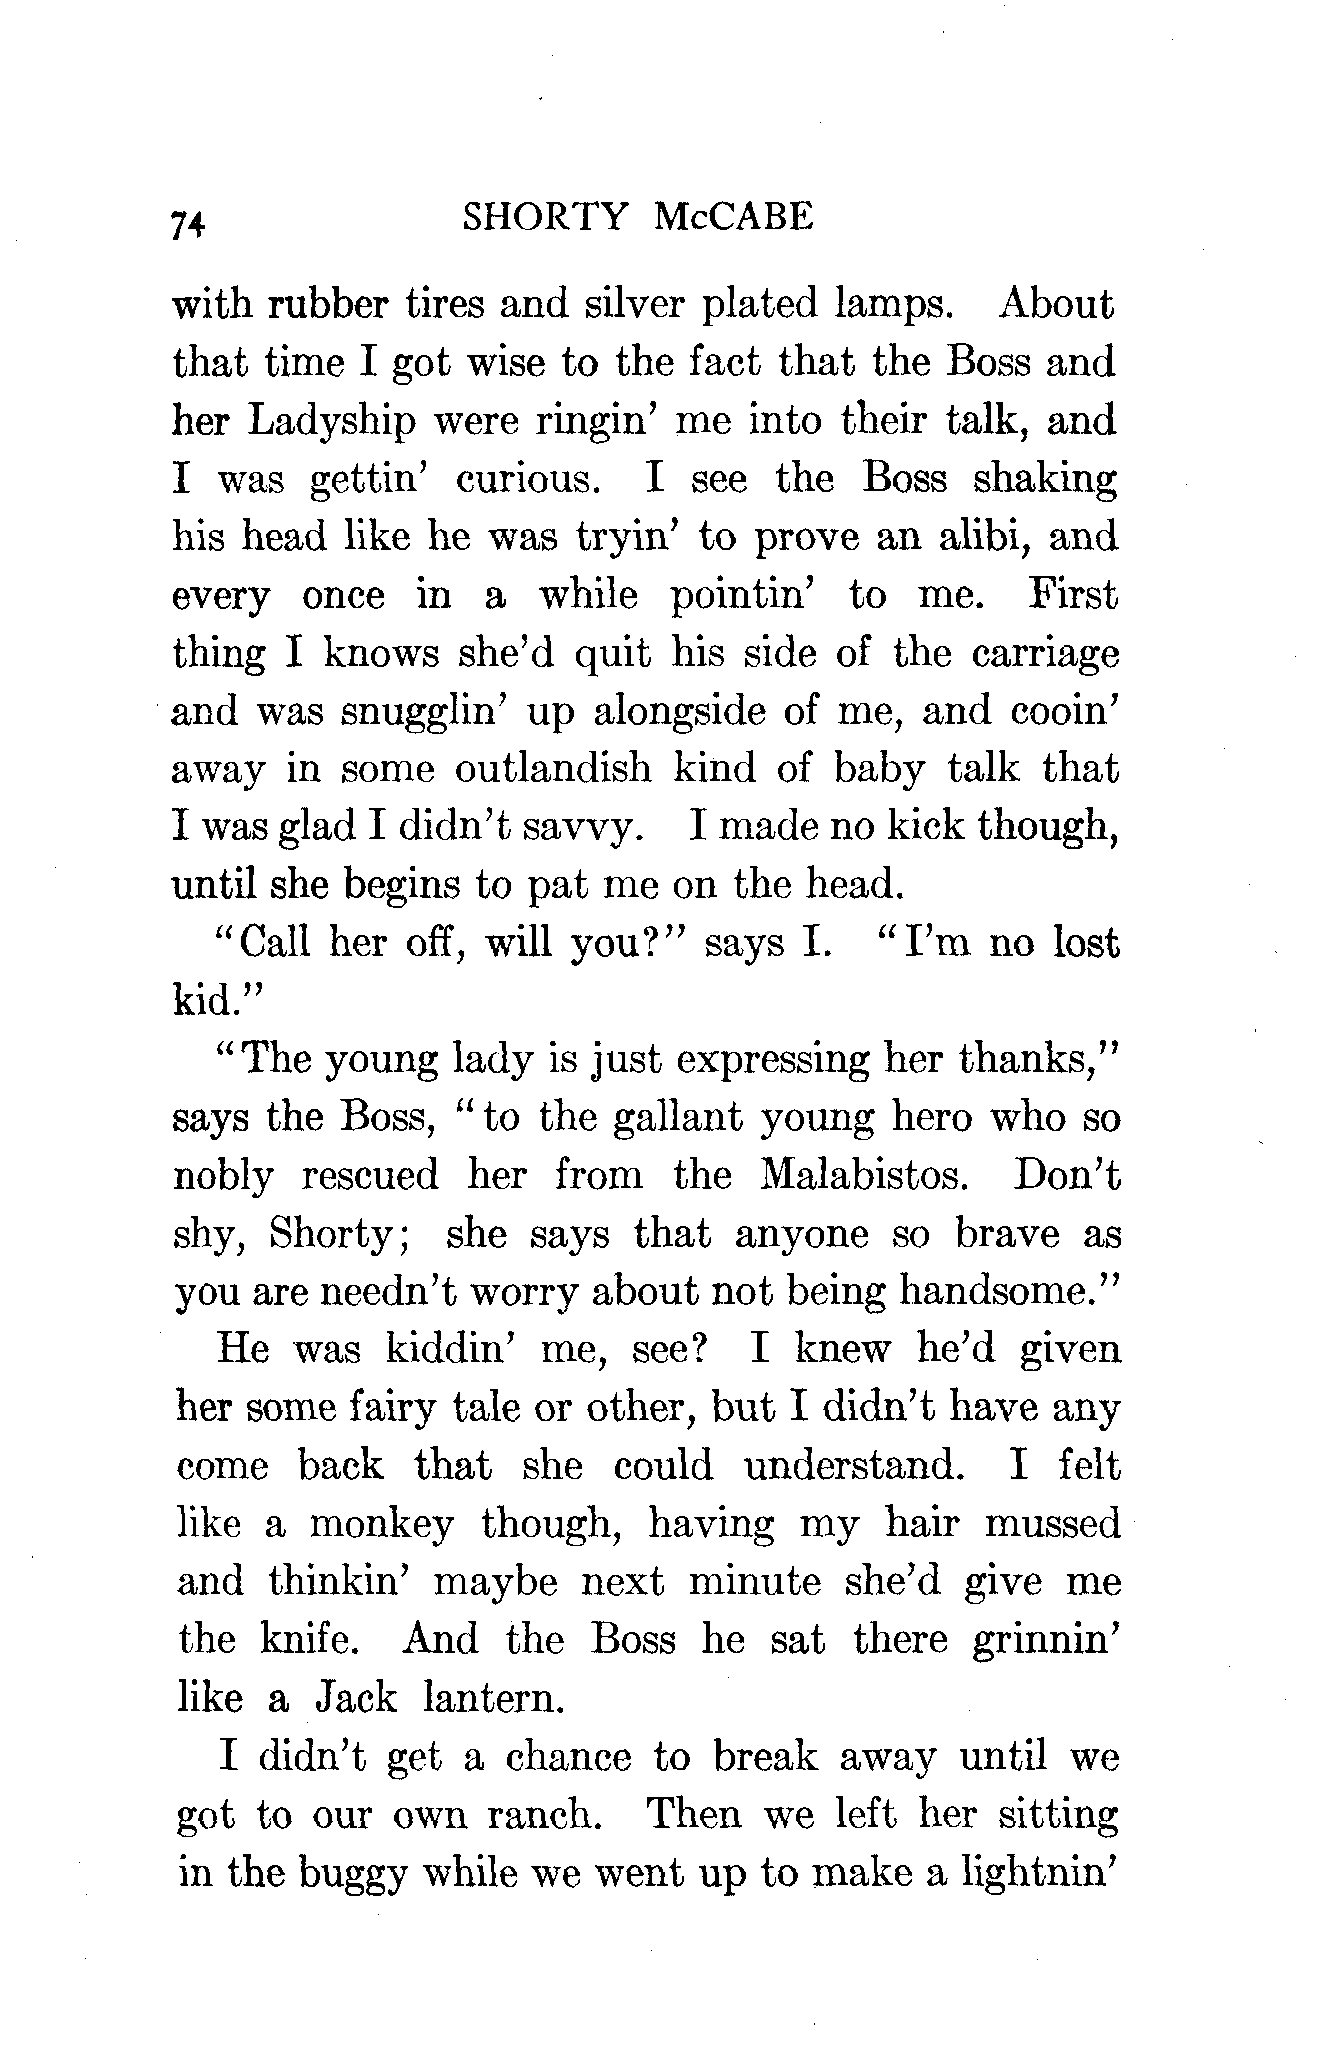 74 SHORTY McCABE
with rubber tires and silver plated lamps. About
that time I got wise to the fact that the Boss and
her Ladyship were ringin' me into their talk, and
I was gettin' curious. I see the Boss shaking
his head like he was tryin' to prove an alibi, and
every once in a while pointin' to me. First
thing I knows she'd quit his side of the carriage
and was snugglin' up alongside of me, and cooin'
away in some outlandish kind of baby talk that
I was glad I didn't savvy. I made no kick though,
until she begins to pat me on the head.
"Call her off, will you?" says I. "I'm no lost
kid."
"The young lady is just expressing her thanks,"
says the Boss, "to the gallant young hero who so
nobly rescued her from the Malabistos. Don't
shy, Shorty; she says that anyone so brave as
you are needn't worry about not being handsome."
He was kiddin' me, see? I knew he'd given
her some fairy tale or other, but I didn't have any
come back that she could understand. I felt
like a monkey though, having my hair mussed
and thinkin' maybe next minute she'd give me
the knife. And the Boss he sat there grinnin'
like a Jack lantern.
I didn't get a chance to break away until we
got to our own ranch. Then we left her sitting
in the buggy while we went up to make a lightnin'